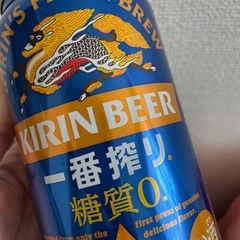 KIRIN BEER
一番搾り®
糖質0※
first press of genuine
delicious flavor.